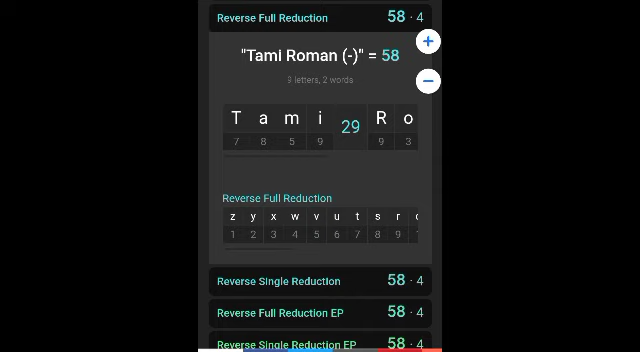 Reverse Full Reduction 58 · 4
+
"Tami Roman (-)" = 58
9 letters, 2 words
−
T a m i 29 R o
7 8 5 9 9 3
Reverse Full Reduction
z y x w v u t s r
1 2 3 4 5 6 7 8 9
Reverse Single Reduction 58 · 4
Reverse Full Reduction EP 58 · 4
Reverse Single Reduction EP 58 · 4